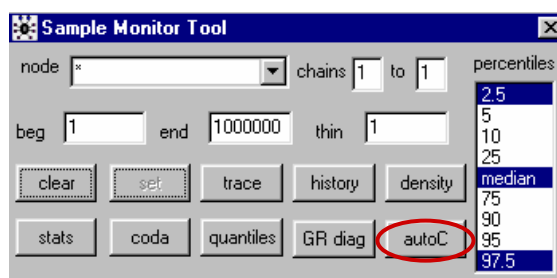 Sample Monitor Tool
node * chains 1 to 1 percentiles
beg 1 end 1000000 thin 1
clear set trace history density
stats coda quantiles GR diag autoC
2.5
5
10
25
median
75
90
95
97.5